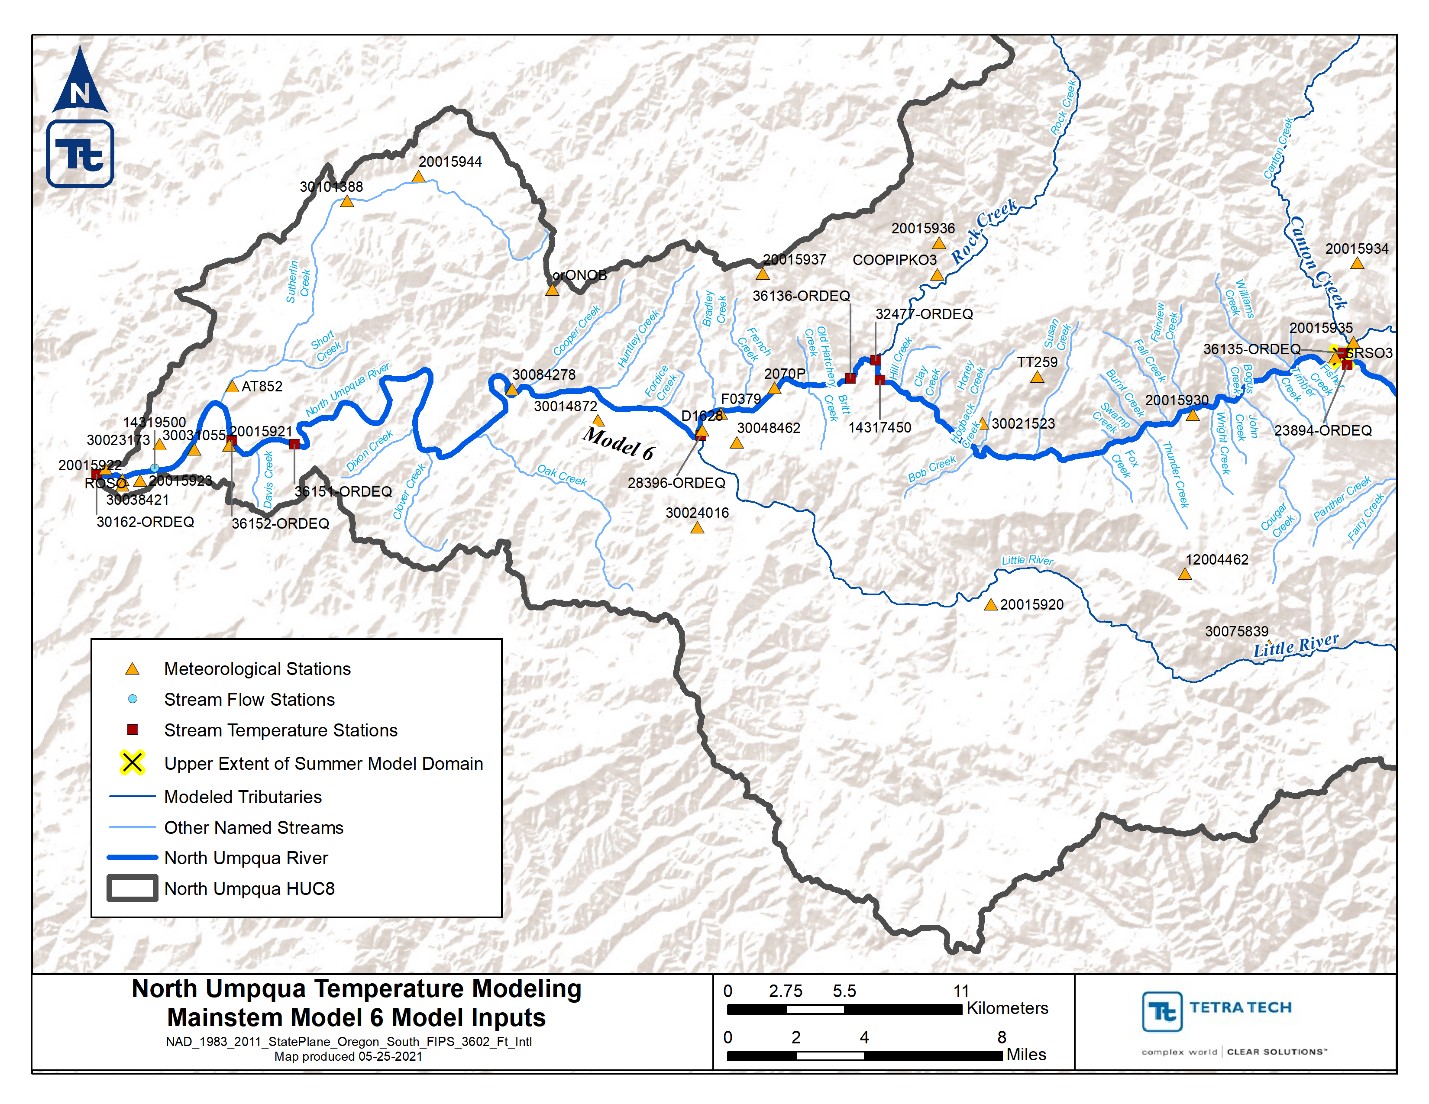 N
Tt
20015944
30101388
Rock Creek
Canton Creek
20015936
Rock Creek
Canton Creek
20015934
COOPIPKO3
20015937
orONOB
Sutherlin
Creek
36136-ORDEQ
32477-ORDEQ
Cooper Creek
Huntley Creek
Bradley
Creek
French
Creek
Old Hatchery
Creek
Hill Creek
Susan
Creek
Fairview
Creek
Williams
Creek
20015935
36135-ORDEQ
SRSO3
Short
Creek
TT259
Fall Creek
AT852
North Umpqua River
30084278
Fordice
Creek
2070P
Clay
Creek
Honey
Creek
Burnt Creek
Bogus
Creek
Timber
Creek
Fisher
Creek
30014872
F0379
D1628
Britt
Creek
14317450
20015930
Swamp
Creek
14319500
30023173
30031055
20015921
Model 6
30048462
Hogback
Creek
30021523
John
Creek
Wright Creek
23894-ORDEQ
20015922
ROSO
20015923
30038421
Davis Creek
Dixon Creek
36151-ORDEQ
Oak Creek
28396-ORDEQ
Bob Creek
Fox
Creek
Thunder Creek
Panther Creek
Fairy Creek
Cougar
Creek
30162-ORDEQ
36152-ORDEQ
Clover Creek
30024016
Little River
12004462
20015920
30075839
Little River
Meteorological Stations
Stream Flow Stations
Stream Temperature Stations
Upper Extent of Summer Model Domain
Modeled Tributaries
Other Named Streams
North Umpqua River
North Umpqua HUC8
North Umpqua Temperature Modeling
Mainstem Model 6 Model Inputs
NAD_1983_2011_StatePlane_Oregon_South_FIPS_3602_Ft_Intl
Map produced 05-25-2021
0 2.75 5.5 11
Kilometers
0 2 4 8
Miles
Tt TETRA TECH
complex world | CLEAR SOLUTIONS™